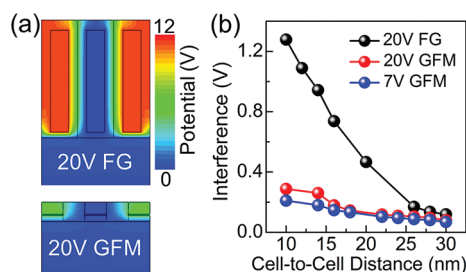 (a)
12
Potential (V)
0
20V FG
20V GFM
(b)
20V FG
20V GFM
7V GFM
Interference (V)
1.2
0.8
0.4
0.0
10 15 20 25 30
Cell-to-Cell Distance (nm)